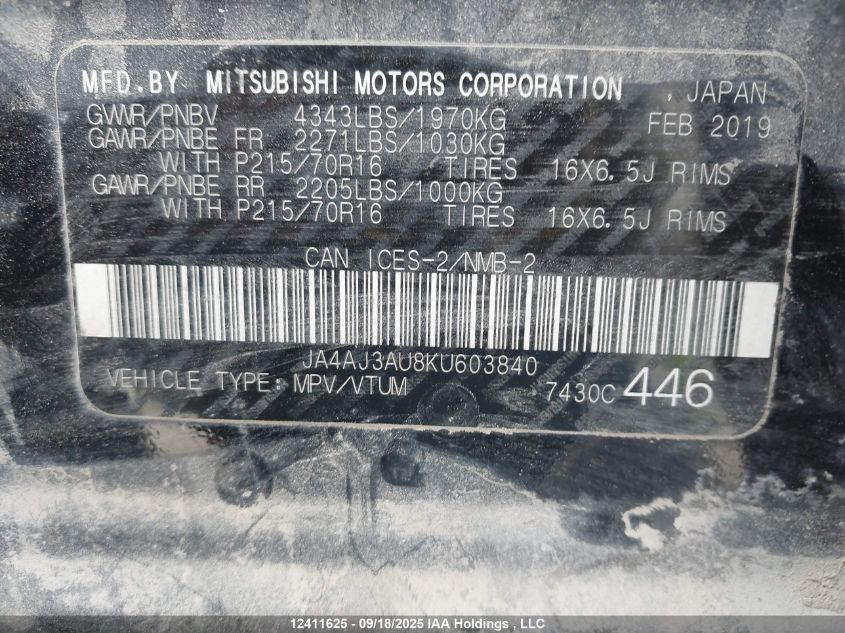 MFD.BY MITSUBISHI MOTORS CORPORATION , JAPAN
GVWR/PNBV 4343LBS/1970KG FEB 2019
GAWR/PNBE FR 2271LBS/1030KG
WITH P215/70R16 TIRES 16X6.5J RIMS
GAWR/PNBE RR 2205LBS/1000KG
WITH P215/70R16 TIRES 16X6.5J RIMS
CAN ICES-2/NMB-2
JA4AJ3AU8KU603840
VEHICLE TYPE: MPV/VTUM 7430C 446
12411625 - 09/18/2025 IAA Holdings , LLC